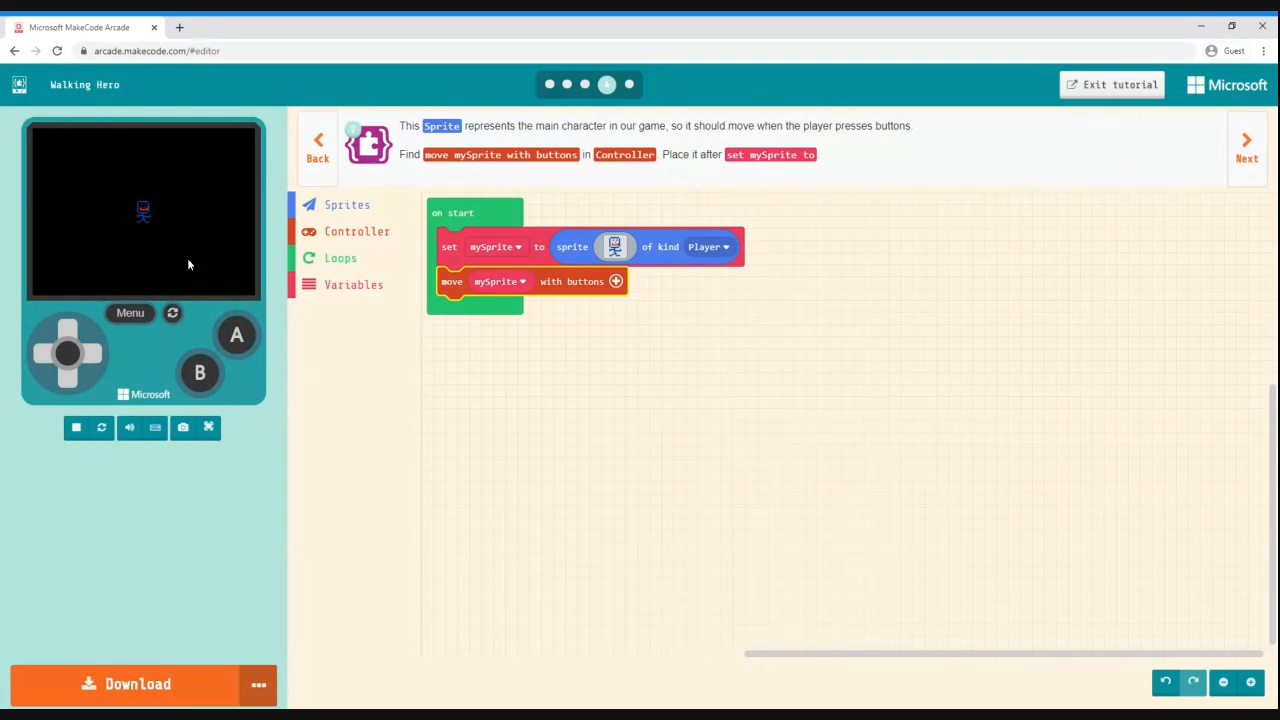 Microsoft MakeCode Arcade
arcade.makecode.com/#editor
Guest
Walking Hero
4
Exit tutorial
Microsoft
Back
This Sprite represents the main character in our game, so it should move when the player presses buttons.
Find move mySprite with buttons in Controller. Place it after set mySprite to.
Next
Sprites
Controller
Loops
Variables
on start
set mySprite to sprite of kind Player
move mySprite with buttons
Menu
A
B
Microsoft
Download